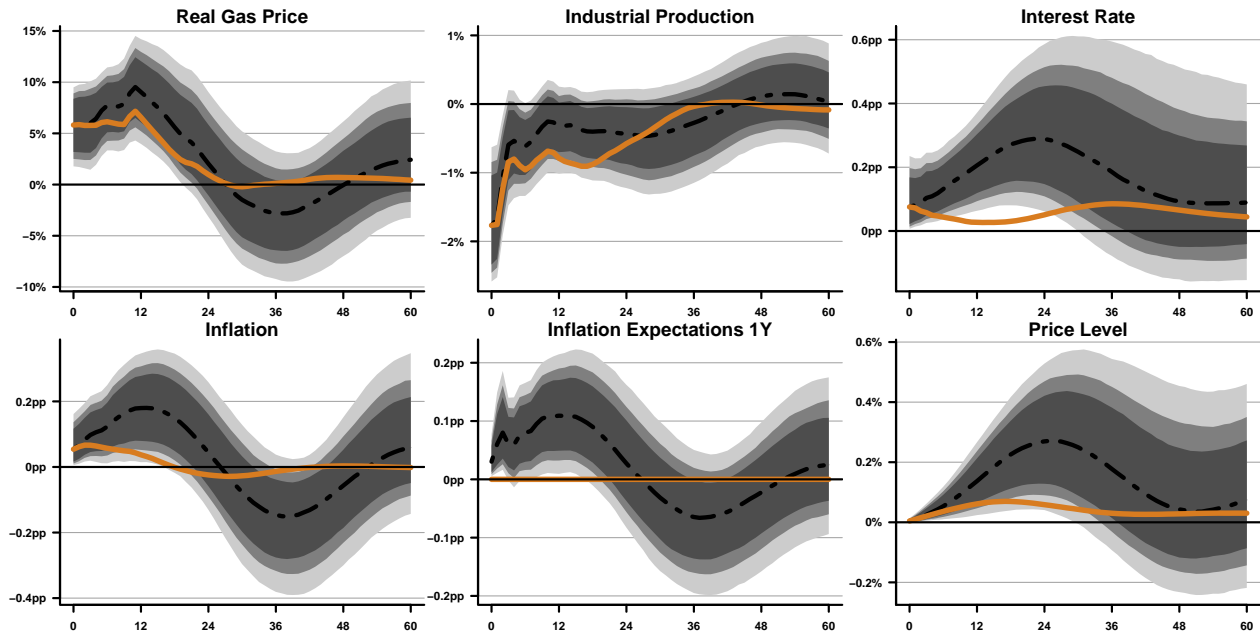 Real Gas Price
15%
10%
5%
0%
−5%
−10%
0 12 24 36 48 60
Industrial Production
1%
0%
−1%
−2%
0 12 24 36 48 60
Interest Rate
0.6pp
0.4pp
0.2pp
0pp
0 12 24 36 48 60
Inflation
0.2pp
0pp
−0.2pp
−0.4pp
0 12 24 36 48 60
Inflation Expectations 1Y
0.2pp
0.1pp
0pp
−0.1pp
−0.2pp
0 12 24 36 48 60
Price Level
0.6%
0.4%
0.2%
0%
−0.2%
0 12 24 36 48 60